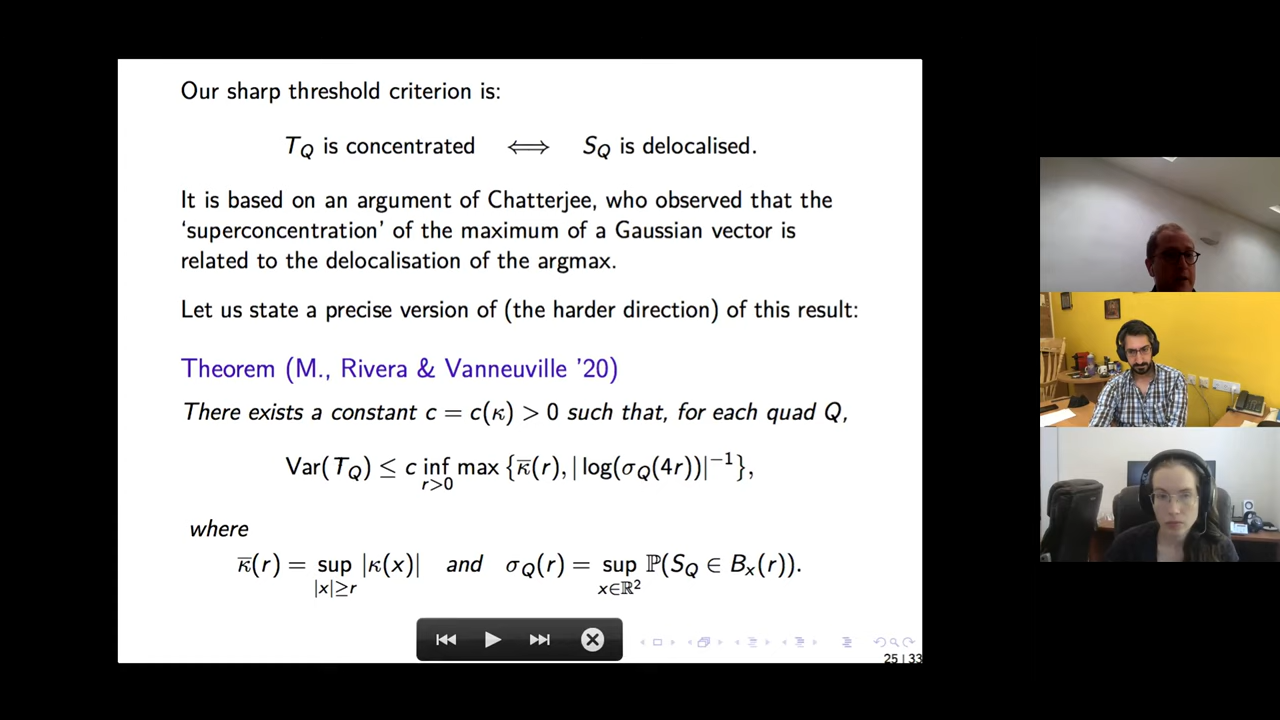 Our sharp threshold criterion is:
T_Q is concentrated ⟺ S_Q is delocalised.
It is based on an argument of Chatterjee, who observed that the
‘superconcentration’ of the maximum of a Gaussian vector is
related to the delocalisation of the argmax.
Let us state a precise version of (the harder direction) of this result:
Theorem (M., Rivera & Vanneuville ’20)
There exists a constant c = c(κ) > 0 such that, for each quad Q,
Var(T_Q) ≤ c inf_{r>0} max {κ̅(r), | log(σ_Q(4r))|^{−1}},
where
κ̅(r) = sup_{|x|≥r} |κ(x)| and σ_Q(r) = sup_{x∈ℝ²} ℙ(S_Q ∈ B_x(r)).
25 | 33